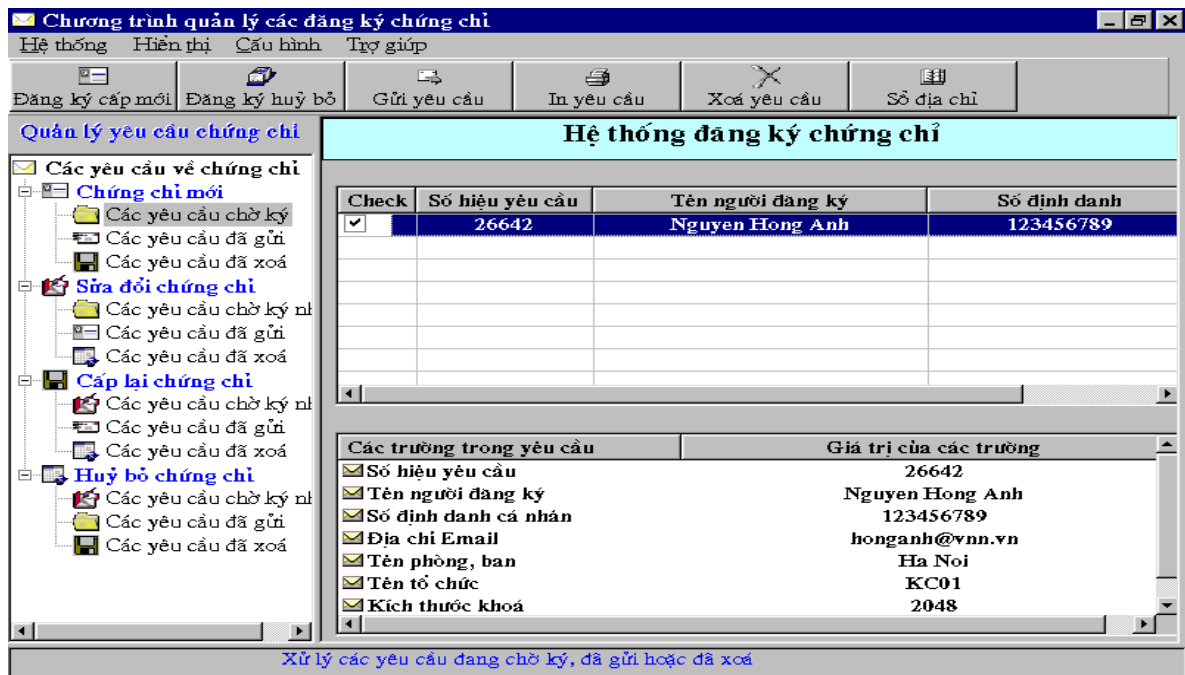 Chương trình quản lý các đăng ký chứng chỉ
Hệ thống Hiển thị Cấu hình Trợ giúp
Đăng ký cấp mới Đăng ký huỷ bỏ Gửi yêu cầu In yêu cầu Xoá yêu cầu Sổ địa chỉ
Quản lý yêu cầu chứng chỉ
Các yêu cầu về chứng chỉ
Chứng chỉ mới
Các yêu cầu chờ ký
Các yêu cầu đã gửi
Các yêu cầu đã xoá
Sửa đổi chứng chỉ
Các yêu cầu chờ ký nh
Các yêu cầu đã gửi
Các yêu cầu đã xoá
Cấp lại chứng chỉ
Các yêu cầu chờ ký nh
Các yêu cầu đã gửi
Các yêu cầu đã xoá
Huỷ bỏ chứng chỉ
Các yêu cầu chờ ký nh
Các yêu cầu đã gửi
Các yêu cầu đã xoá
Hệ thống đăng ký chứng chỉ
Check Số hiệu yêu cầu Tên người đăng ký Số định danh
26642 Nguyen Hong Anh 123456789
Các trường trong yêu cầu Giá trị của các trường
Số hiệu yêu cầu 26642
Tên người đăng ký Nguyen Hong Anh
Số định danh cá nhân 123456789
Địa chỉ Email honganh@vnn.vn
Tên phòng, ban Ha Noi
Tên tổ chức KC01
Kích thước khoá 2048
Xử lý các yêu cầu đang chờ ký, đã gửi hoặc đã xoá